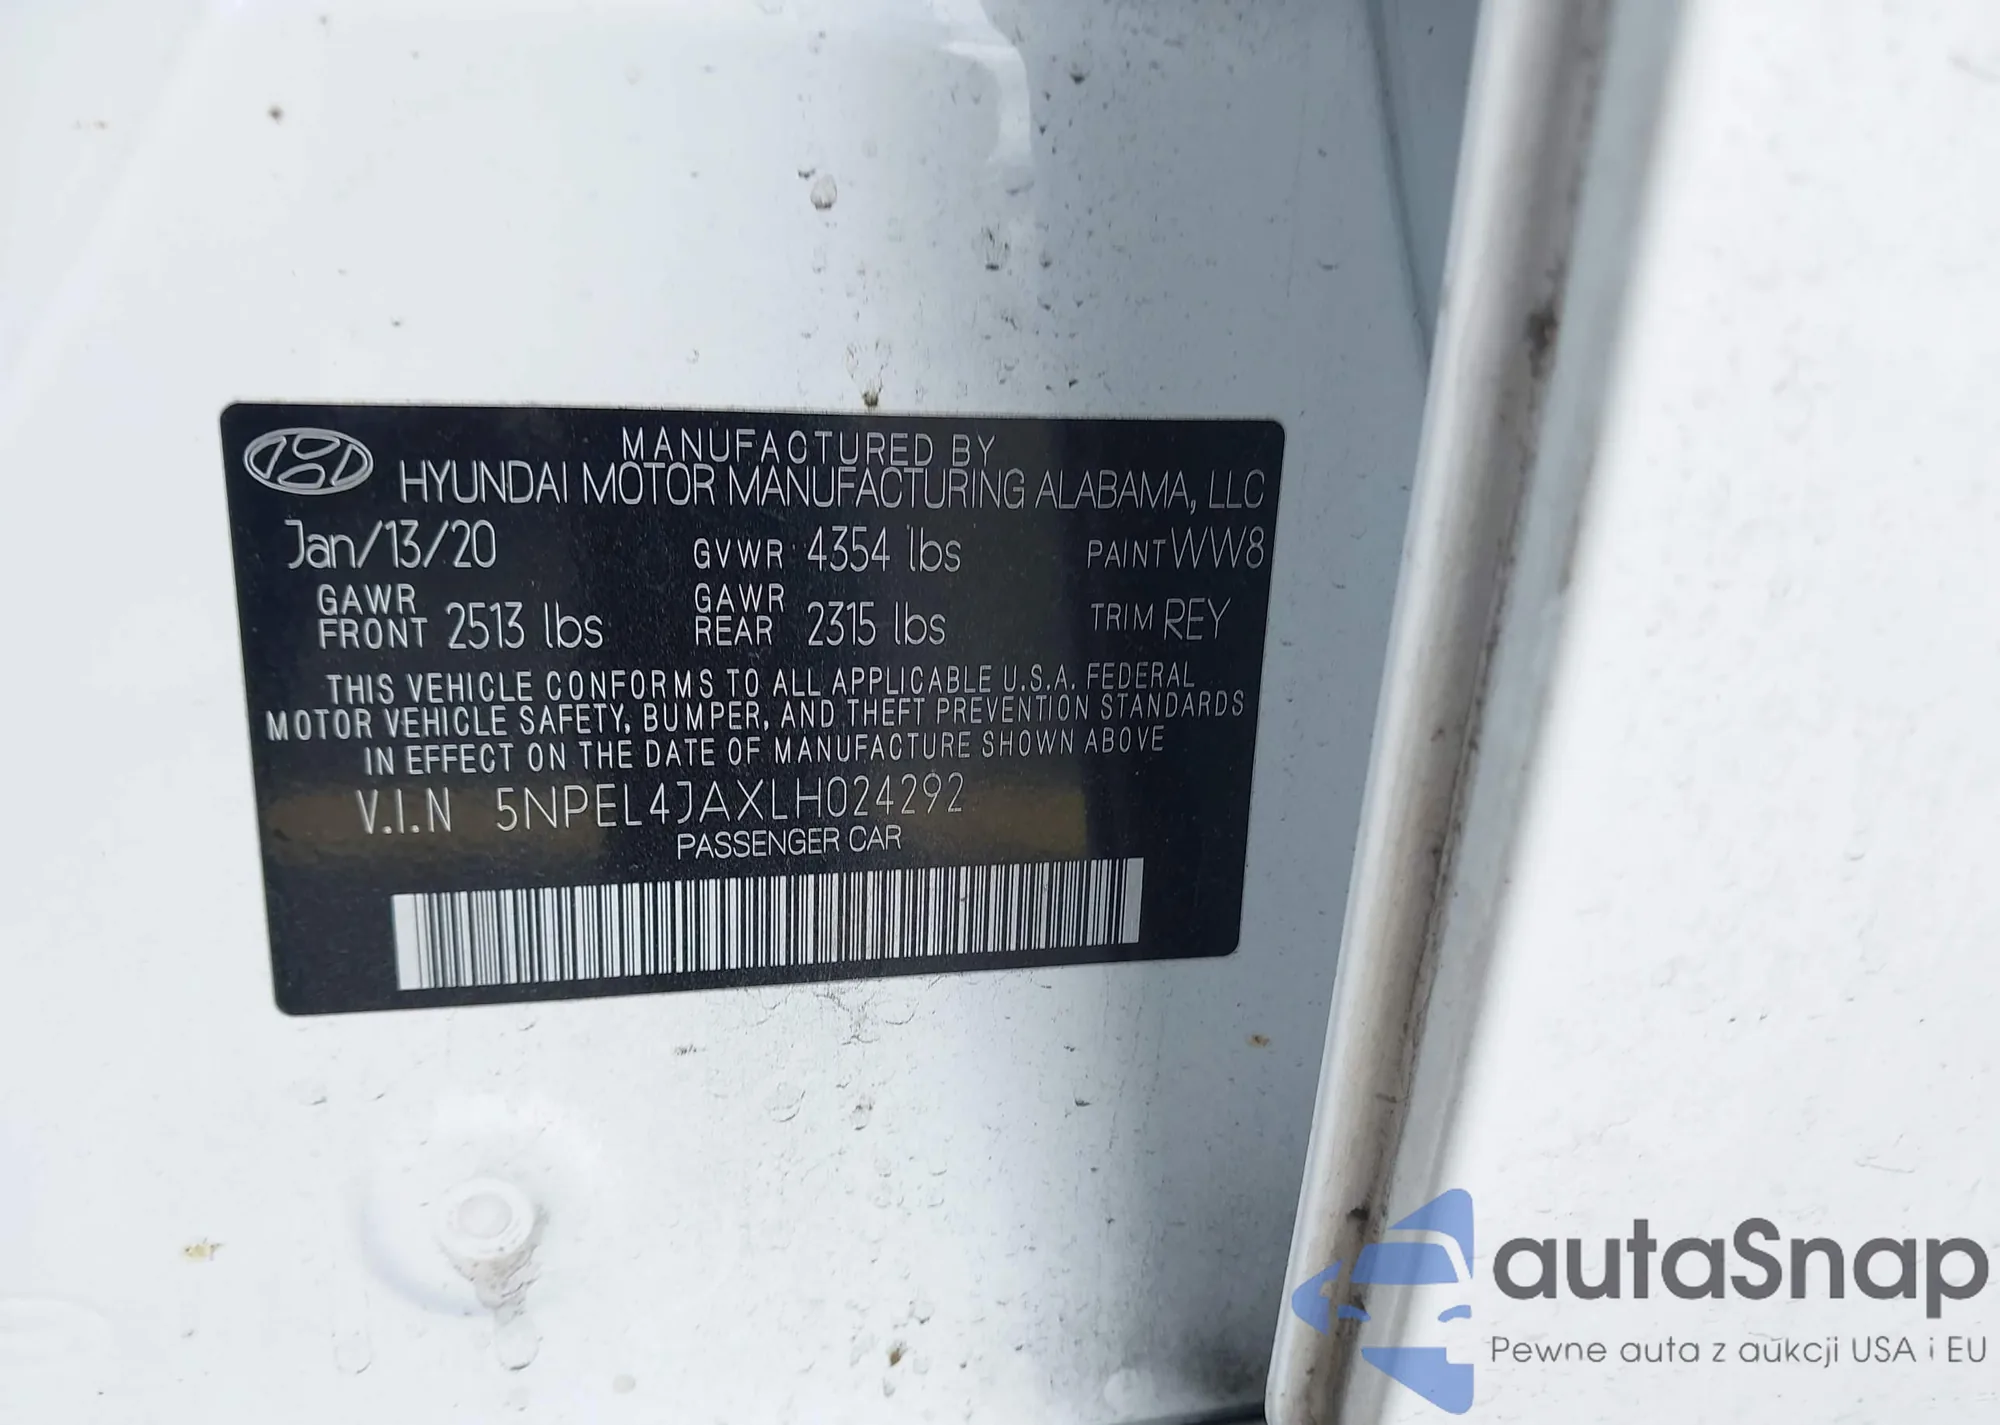 MANUFACTURED BY
HYUNDAI MOTOR MANUFACTURING ALABAMA, LLC
Jan/13/20 GVWR 4354 lbs PAINT WW8
GAWR FRONT 2513 lbs GAWR REAR 2315 lbs TRIM REY
THIS VEHICLE CONFORMS TO ALL APPLICABLE U.S.A. FEDERAL
MOTOR VEHICLE SAFETY, BUMPER, AND THEFT PREVENTION STANDARDS
IN EFFECT ON THE DATE OF MANUFACTURE SHOWN ABOVE
V.I.N 5NPEL4JAXLH024292
PASSENGER CAR
autaSnap
Pewne auta z aukcji USA i EU